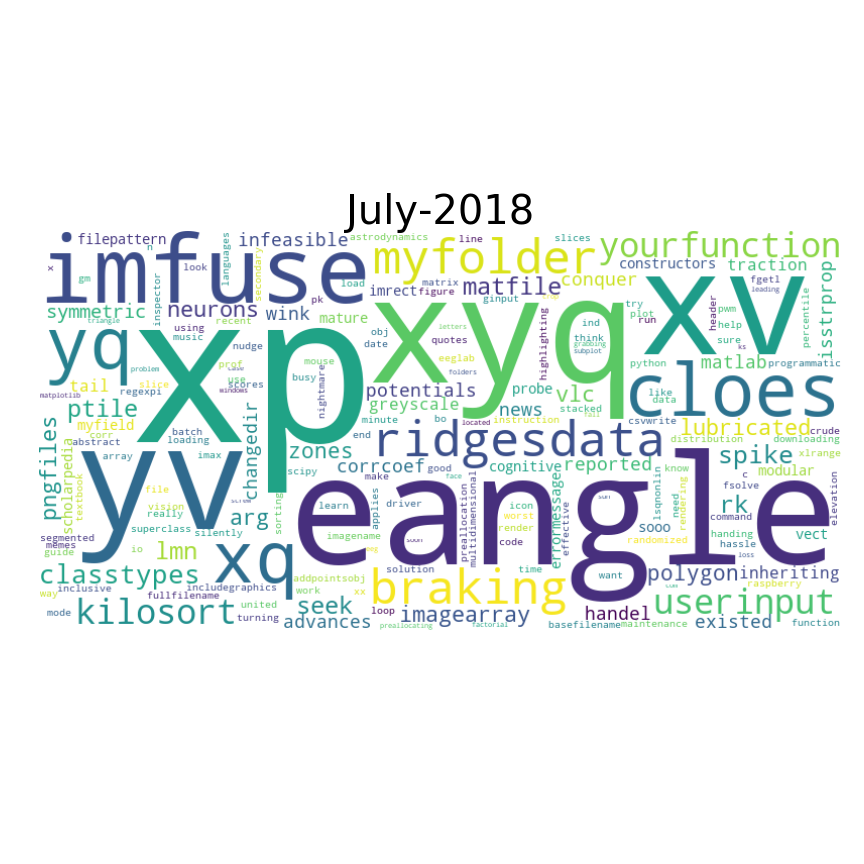 July-2018
filepattern
infeasible
astrodynamics
line
slices
yourfunction
imfuse
myfolder
constructors
traction
languages
secondary
n
x
look
gm
inspector
load
matrix
imrect
figure
matfile
conquer
fgetl
leading
percentile
isstrprop
symmetric
neurons
wink
pk
mature
ginput
xv
xyq
xp
yq
triangle
using
recent
music
nudge
prof
obj
date
quotes
letters
highlighting
ind
think
grabbing
subplot
try
plot
run
header
pwm
help
sure
ks
eeglab
mouse
busy
nightmare
problem
tail
slice
regexpi
use
scores
windows
case
matplotlib
python
matlab
programmatic
folders
probe
vlc
like
data
cloes
potentials
greyscale
news
stacked
ptile
myfield
corr
abstract
batch
loading
imax
array
changedir
minute
bo
located
instruction
csvwrite
lubricated
distribution
downloading
zones
end
ridgesdata
pngfiles
scholarpedia
textbook
yv
scipy
corrcoef
good
cognitive
reported
know
spike
c
xlrange
modular
fsolve
elevation
make
face
eangle
file
vision
really
superclass
silently
arg
sorting
learn
driver
applies
imagename
preallocation
multidimensional
icon
worst
render
code
errormessage
effective
lsqnonlin
need
rendering
rk
command
sooo
handing
hassle
vect
randomized
loss
segmented
memes
guide
io
lmn
xq
solution
time
want
polygon
inheriting
classtypes
addpointsobj
work
xx
braking
raspberry
way
inclusive
includegraphics
fullfilename
userinput
mode
kilosort
united
turning
seek
advances
loop
imagearray
handel
existed
crude
preallocating
factorial
basefilename
maintenance
function